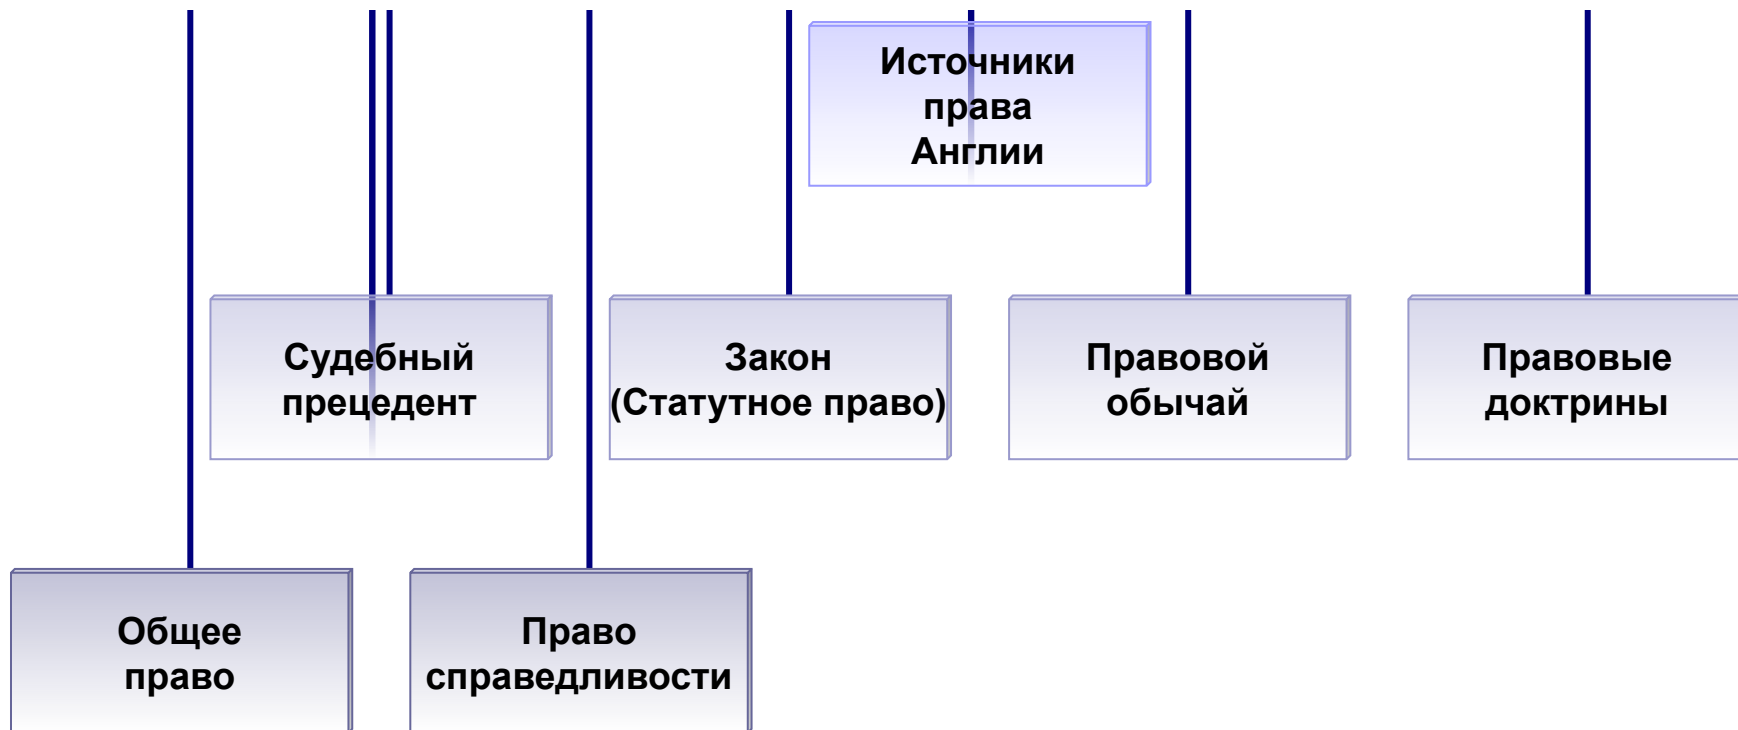 Источники
права
Англии
Судебный
прецедент
Закон
(Статутное право)
Правовой
обычай
Правовые
доктрины
Общее
право
Право
справедливости